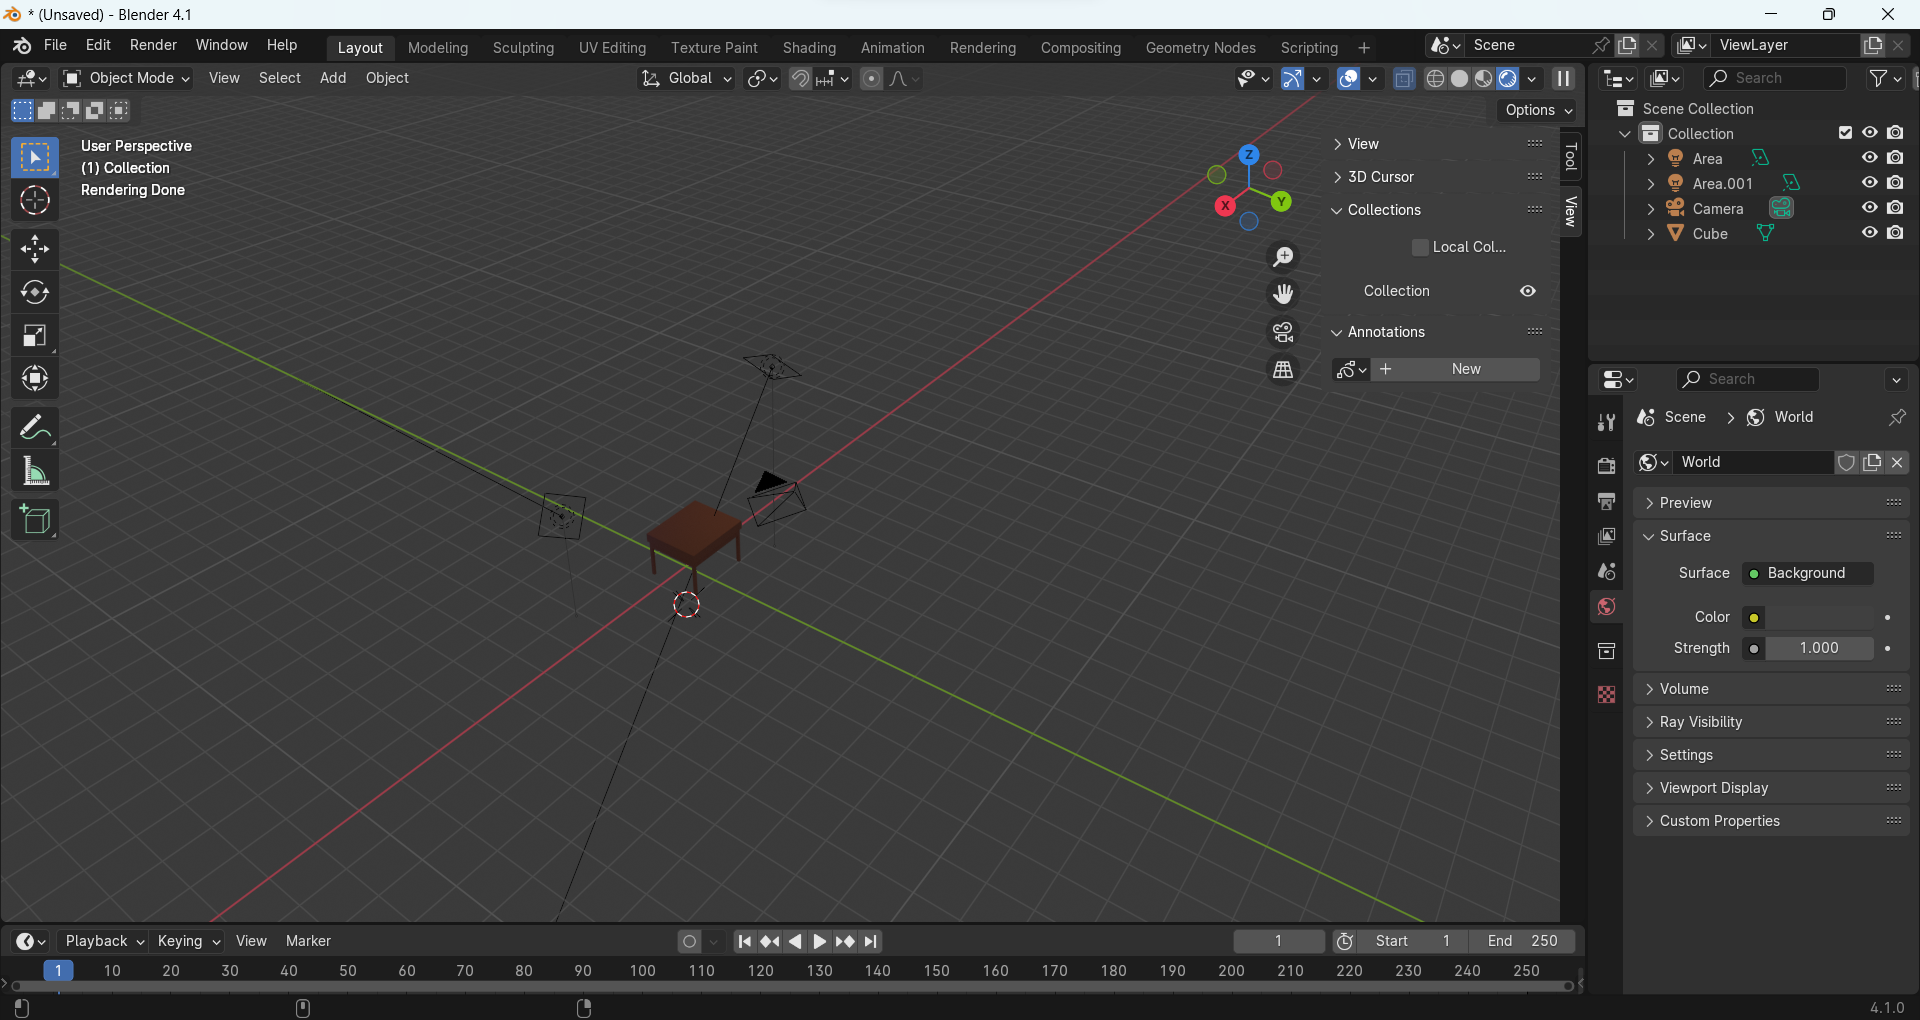 * (Unsaved) - Blender 4.1
File Edit Render Window Help Layout Modeling Sculpting UV Editing Texture Paint Shading Animation Rendering Compositing Geometry Nodes Scripting + Scene ViewLayer
Object Mode View Select Add Object Global Search
Options
User Perspective
(1) Collection
Rendering Done
Z
Y
X
View
3D Cursor
Collections
Local Col...
Collection
Annotations
+ New
Tool
View
Scene Collection
Collection
Area
Area.001
Camera
Cube
Search
Scene > World
World
Preview
Surface
Surface Background
Color
Strength 1.000
Volume
Ray Visibility
Settings
Viewport Display
Custom Properties
Playback Keying View Marker 1 Start 1 End 250
1 10 20 30 40 50 60 70 80 90 100 110 120 130 140 150 160 170 180 190 200 210 220 230 240 250
4.1.0